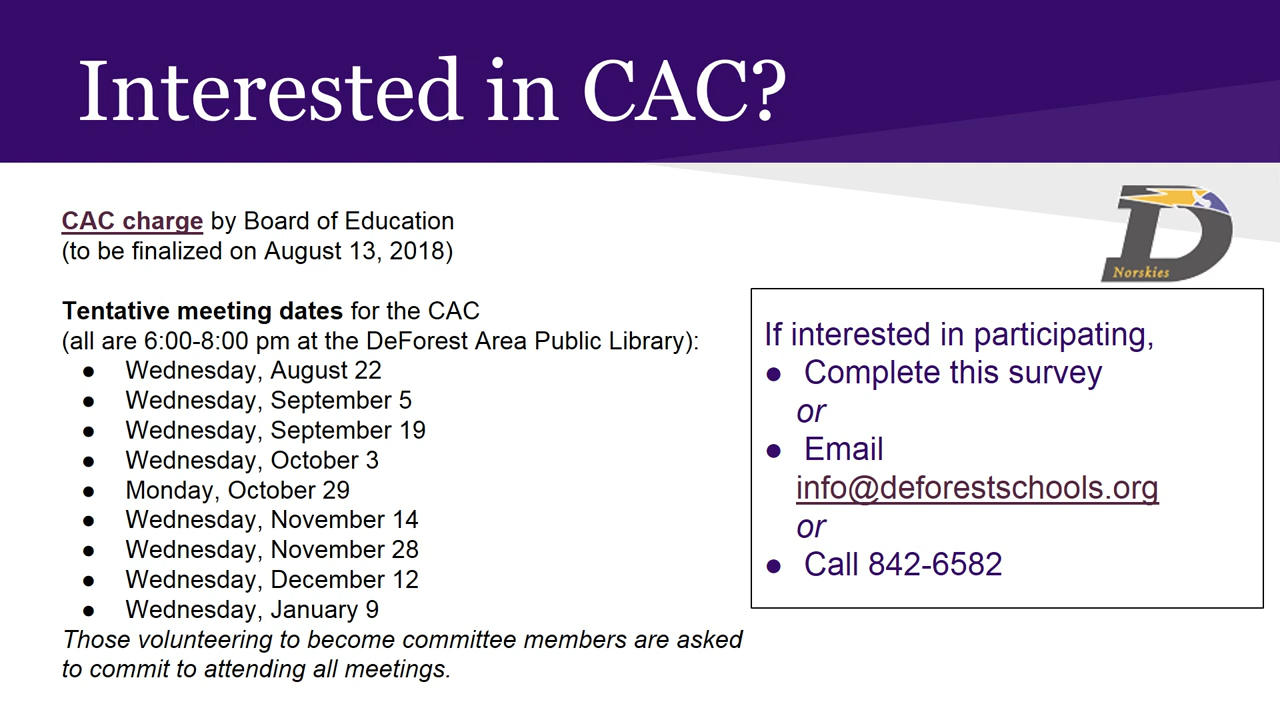 Interested in CAC?
CAC charge by Board of Education
(to be finalized on August 13, 2018)
Tentative meeting dates for the CAC
(all are 6:00-8:00 pm at the DeForest Area Public Library):
● Wednesday, August 22
● Wednesday, September 5
● Wednesday, September 19
● Wednesday, October 3
● Monday, October 29
● Wednesday, November 14
● Wednesday, November 28
● Wednesday, December 12
● Wednesday, January 9
Those volunteering to become committee members are asked
to commit to attending all meetings.
D
Norskies
If interested in participating,
● Complete this survey
or
● Email
info@deforestschools.org
or
● Call 842-6582